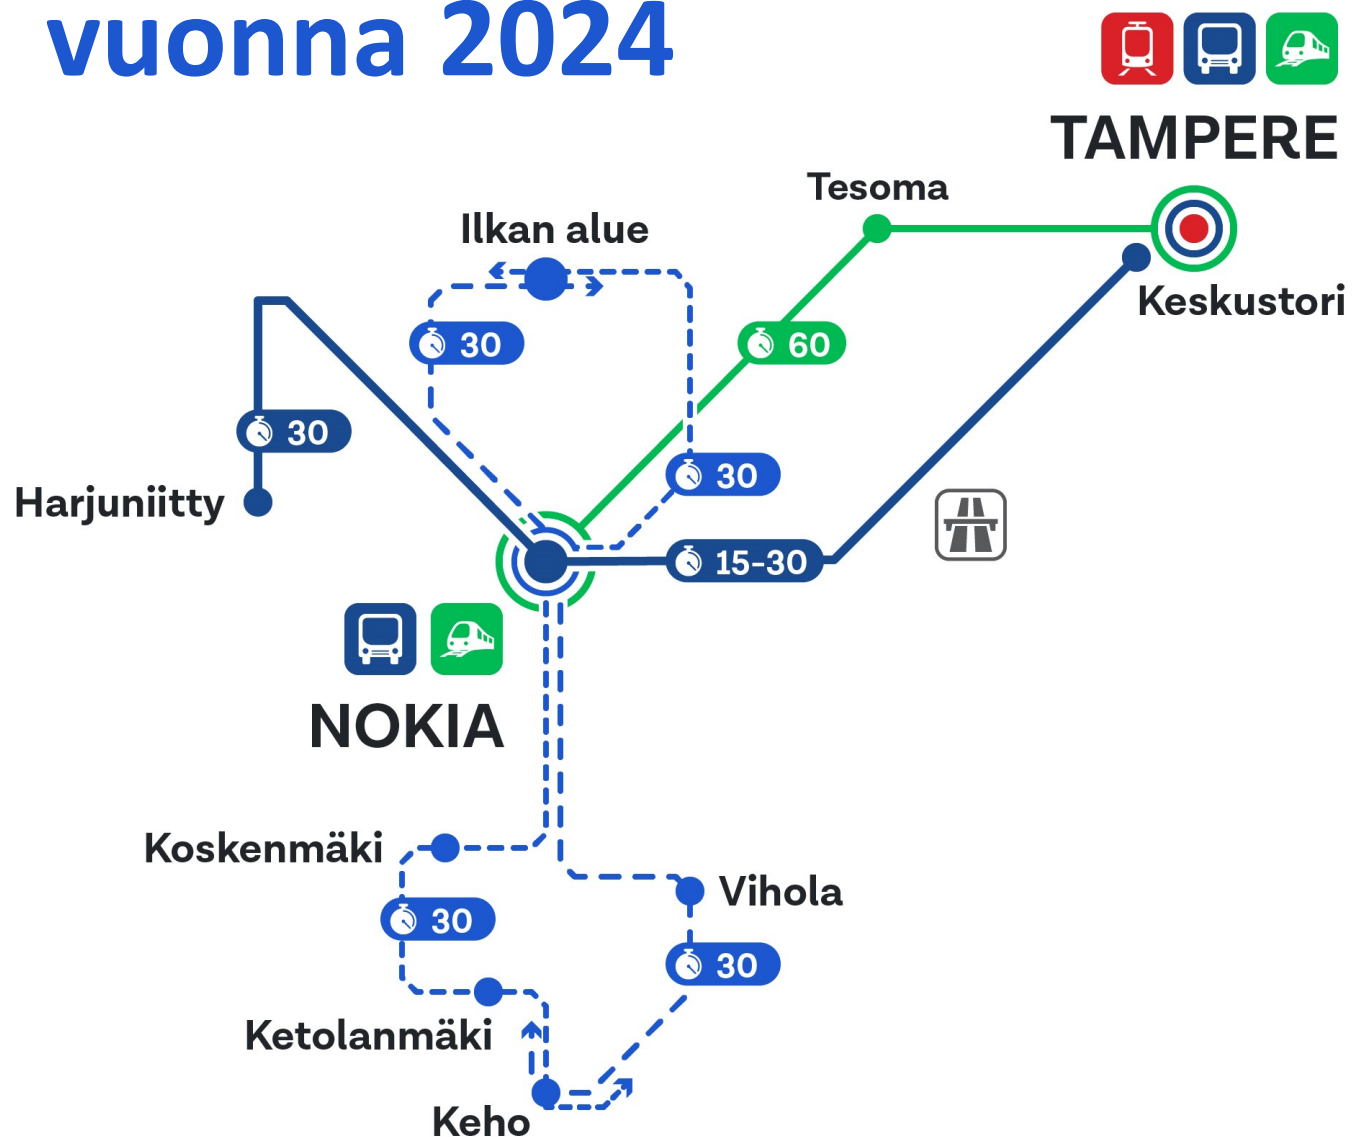 vuonna 2024
TAMPERE
Tesoma
Ilkan alue
Keskustori
30
60
30
30
Harjuniitty
15-30
NOKIA
Koskenmäki
Vihola
30
30
Ketolanmäki
Keho